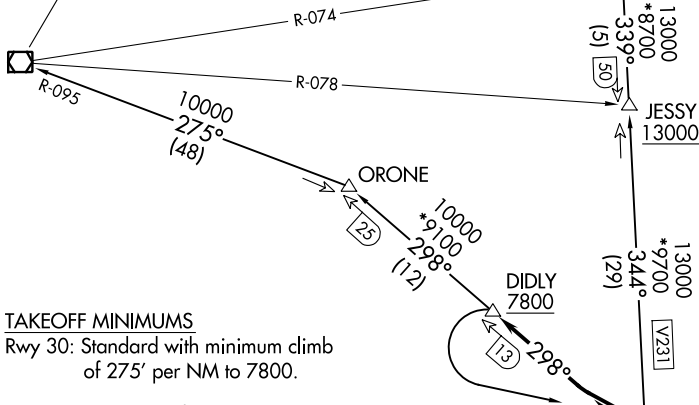 R-074
13000
*8700
339°
(5)
50
R-078
R-095
JESSY
13000
10000
275°
(48)
ORONE
25
10000
*9100
298°
(12)
13000
*9700
344°
(29)
DIDLY
7800
13
298°
V231
TAKEOFF MINIMUMS
Rwy 30: Standard with minimum climb
of 275' per NM to 7800.